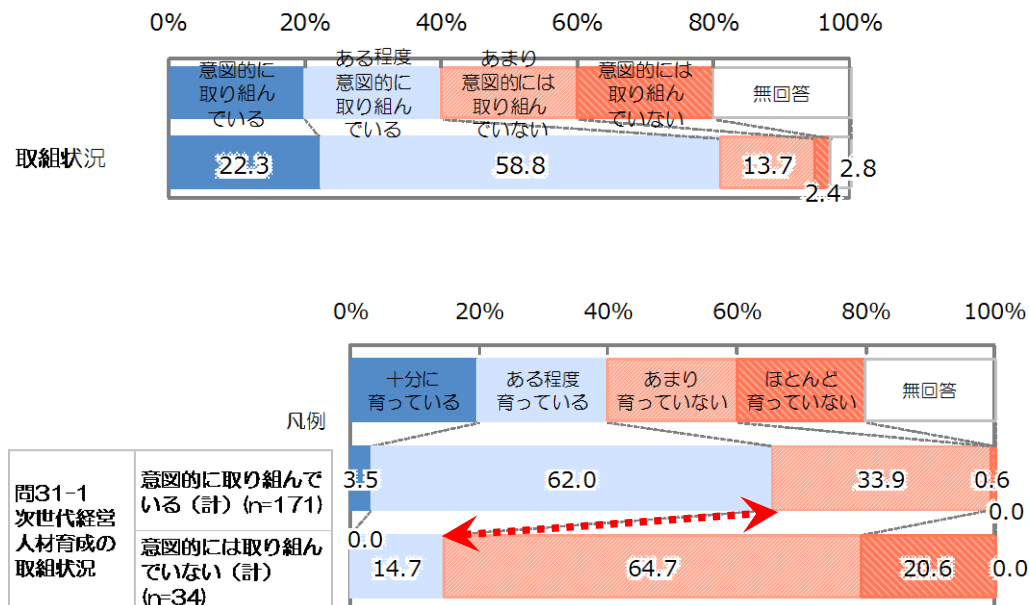 0% 20% 40% 60% 80% 100%
意図的に
取り組ん
でいる
ある程度
意図的に
取り組ん
でいる
あまり
意図的には
取り組ん
でいない
意図的には
取り組ん
でいない
無回答
取組状況
22.3 58.8 13.7 2.4 2.8
0% 20% 40% 60% 80% 100%
十分に
育っている
ある程度
育っている
あまり
育っていない
ほとんど
育っていない
無回答
凡例
問31-1
次世代経営
人材育成の
取組状況
意図的に取り組んで
いる（計）(n=171)
3.5 62.0 33.9 0.6 0.0
意図的には取り組ん
でいない（計）
(n=34)
0.0 14.7 64.7 20.6 0.0